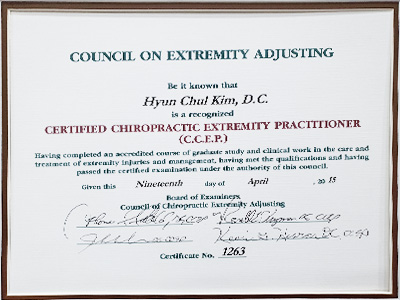 COUNCIL ON EXTREMITY ADJUSTING
Be it known that
Hyun Chul Kim, D.C.
is a recognized
CERTIFIED CHIROPRACTIC EXTREMITY PRACTITIONER
(C.C.E.P.)
Having completed an accredited course of graduate study and clinical work in the care and
treatment of extremity injuries and management, having met the qualifications and having
passed the certified examination under the authority of this council.
Given this Nineteenth day of April , 20 15
Board of Examiners
Council of Chiropractic Extremity Adjusting
Certificate No. 1263